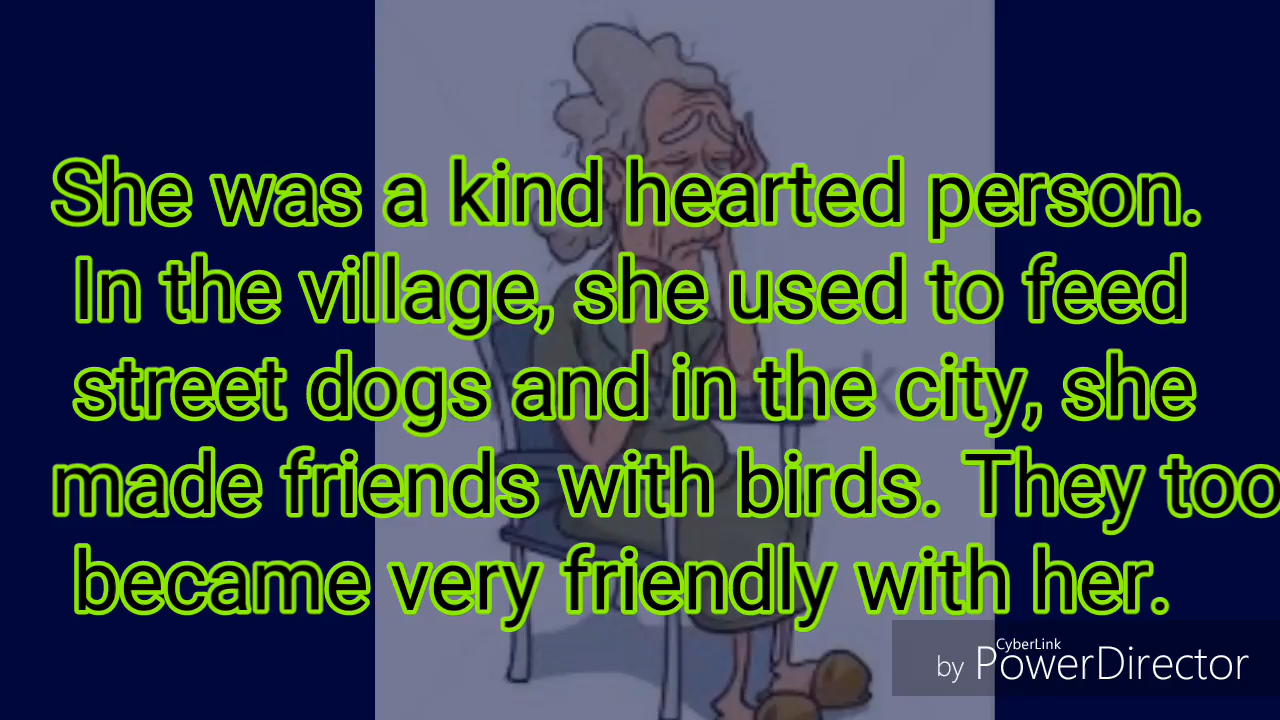 She was a kind hearted person.
In the village, she used to feed
street dogs and in the city, she
made friends with birds. They too
became very friendly with her.
CyberLink
by PowerDirector